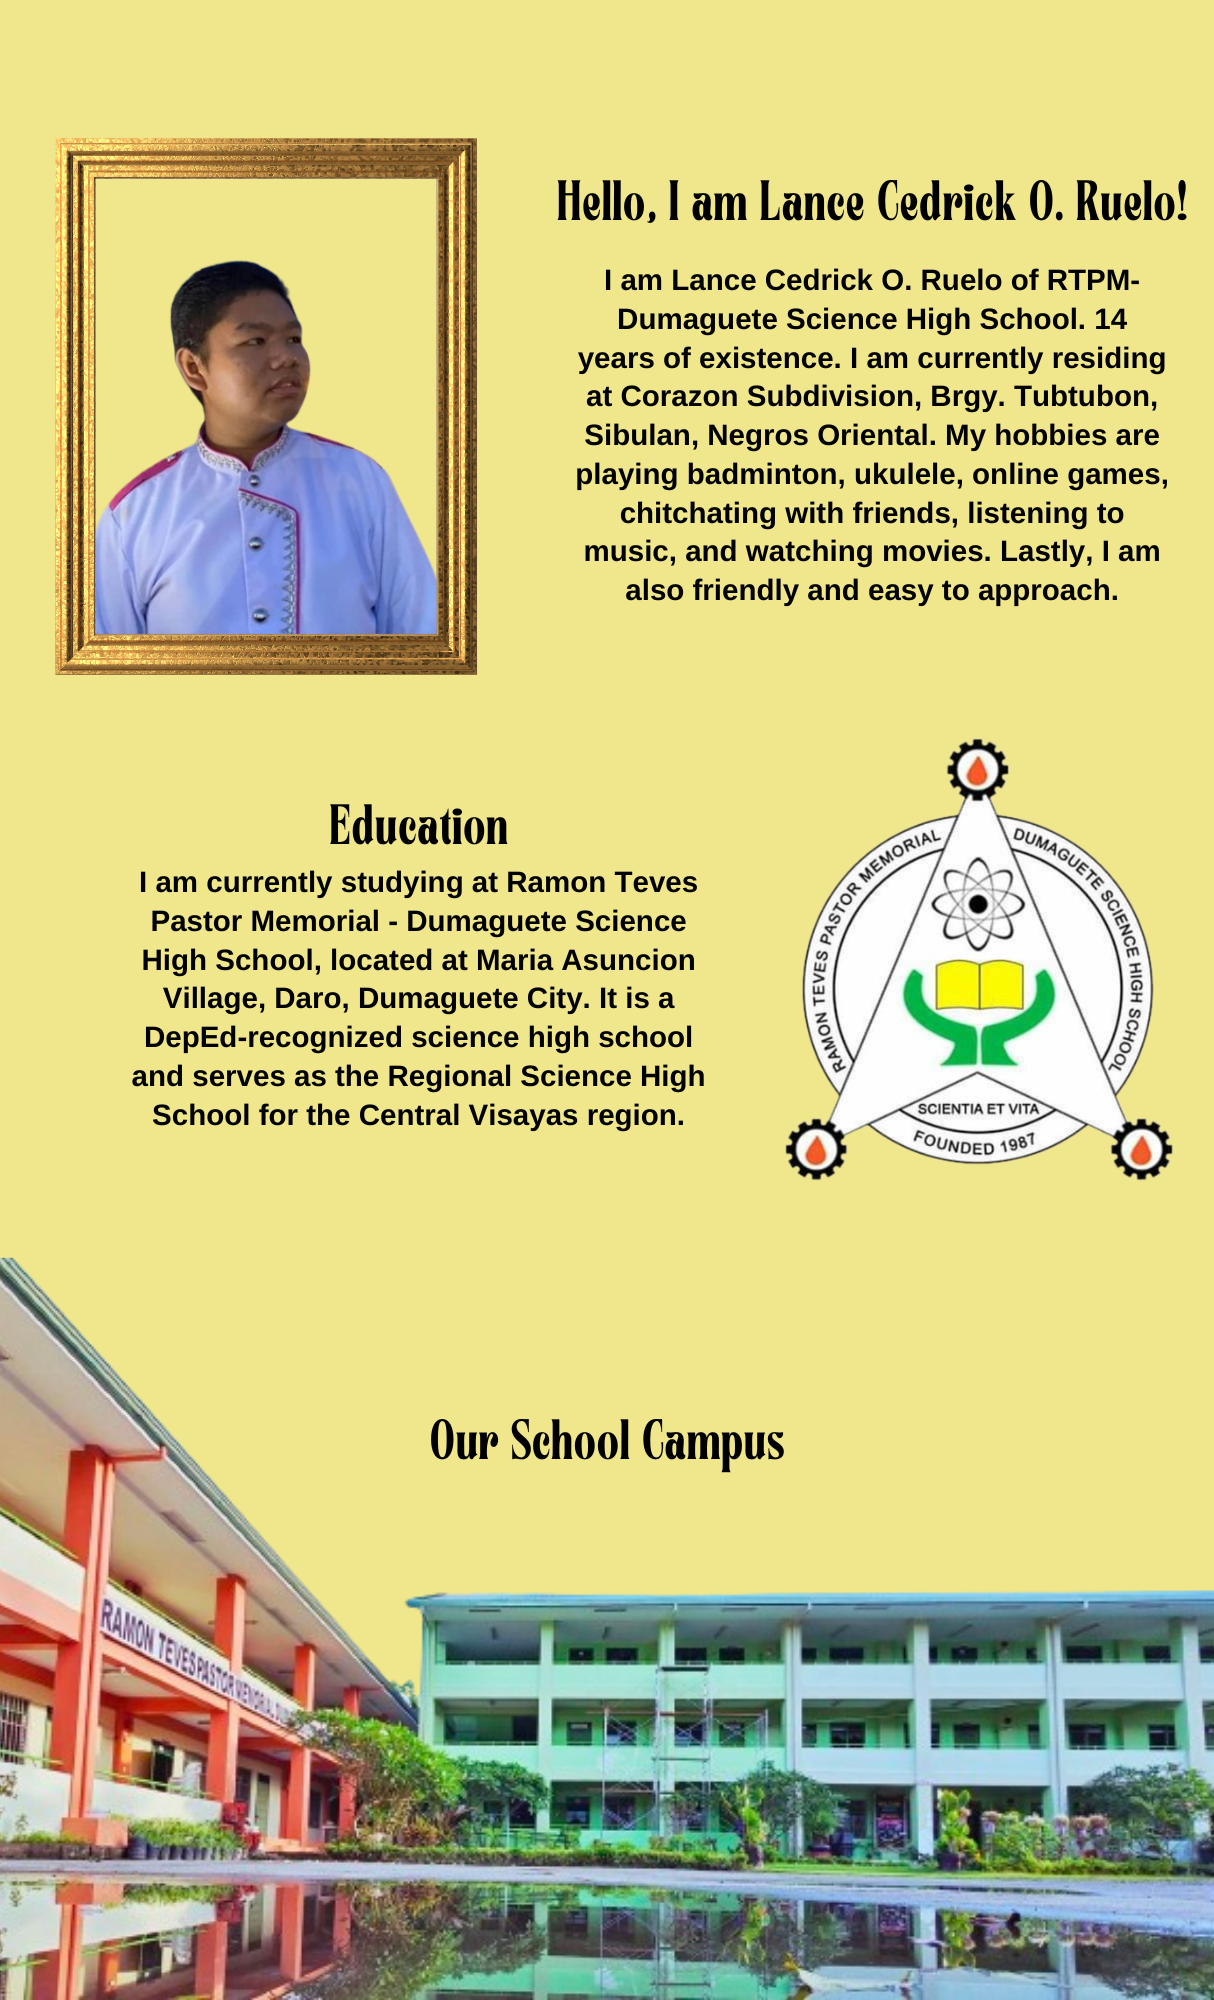 Hello, I am Lance Cedrick O. Ruelo!
I am Lance Cedrick O. Ruelo of RTPM-
Dumaguete Science High School. 14
years of existence. I am currently residing
at Corazon Subdivision, Brgy. Tubtubon,
Sibulan, Negros Oriental. My hobbies are
playing badminton, ukulele, online games,
chitchating with friends, listening to
music, and watching movies. Lastly, I am
also friendly and easy to approach.
Education
I am currently studying at Ramon Teves
Pastor Memorial - Dumaguete Science
High School, located at Maria Asuncion
Village, Daro, Dumaguete City. It is a
DepEd-recognized science high school
and serves as the Regional Science High
School for the Central Visayas region.
RAMON TEVES PASTOR MEMORIAL
DUMAGUETE SCIENCE HIGH SCHOOL
SCIENTIA ET VITA
FOUNDED 1987
Our School Campus
RAMON TEVES PASTOR MEMORIAL